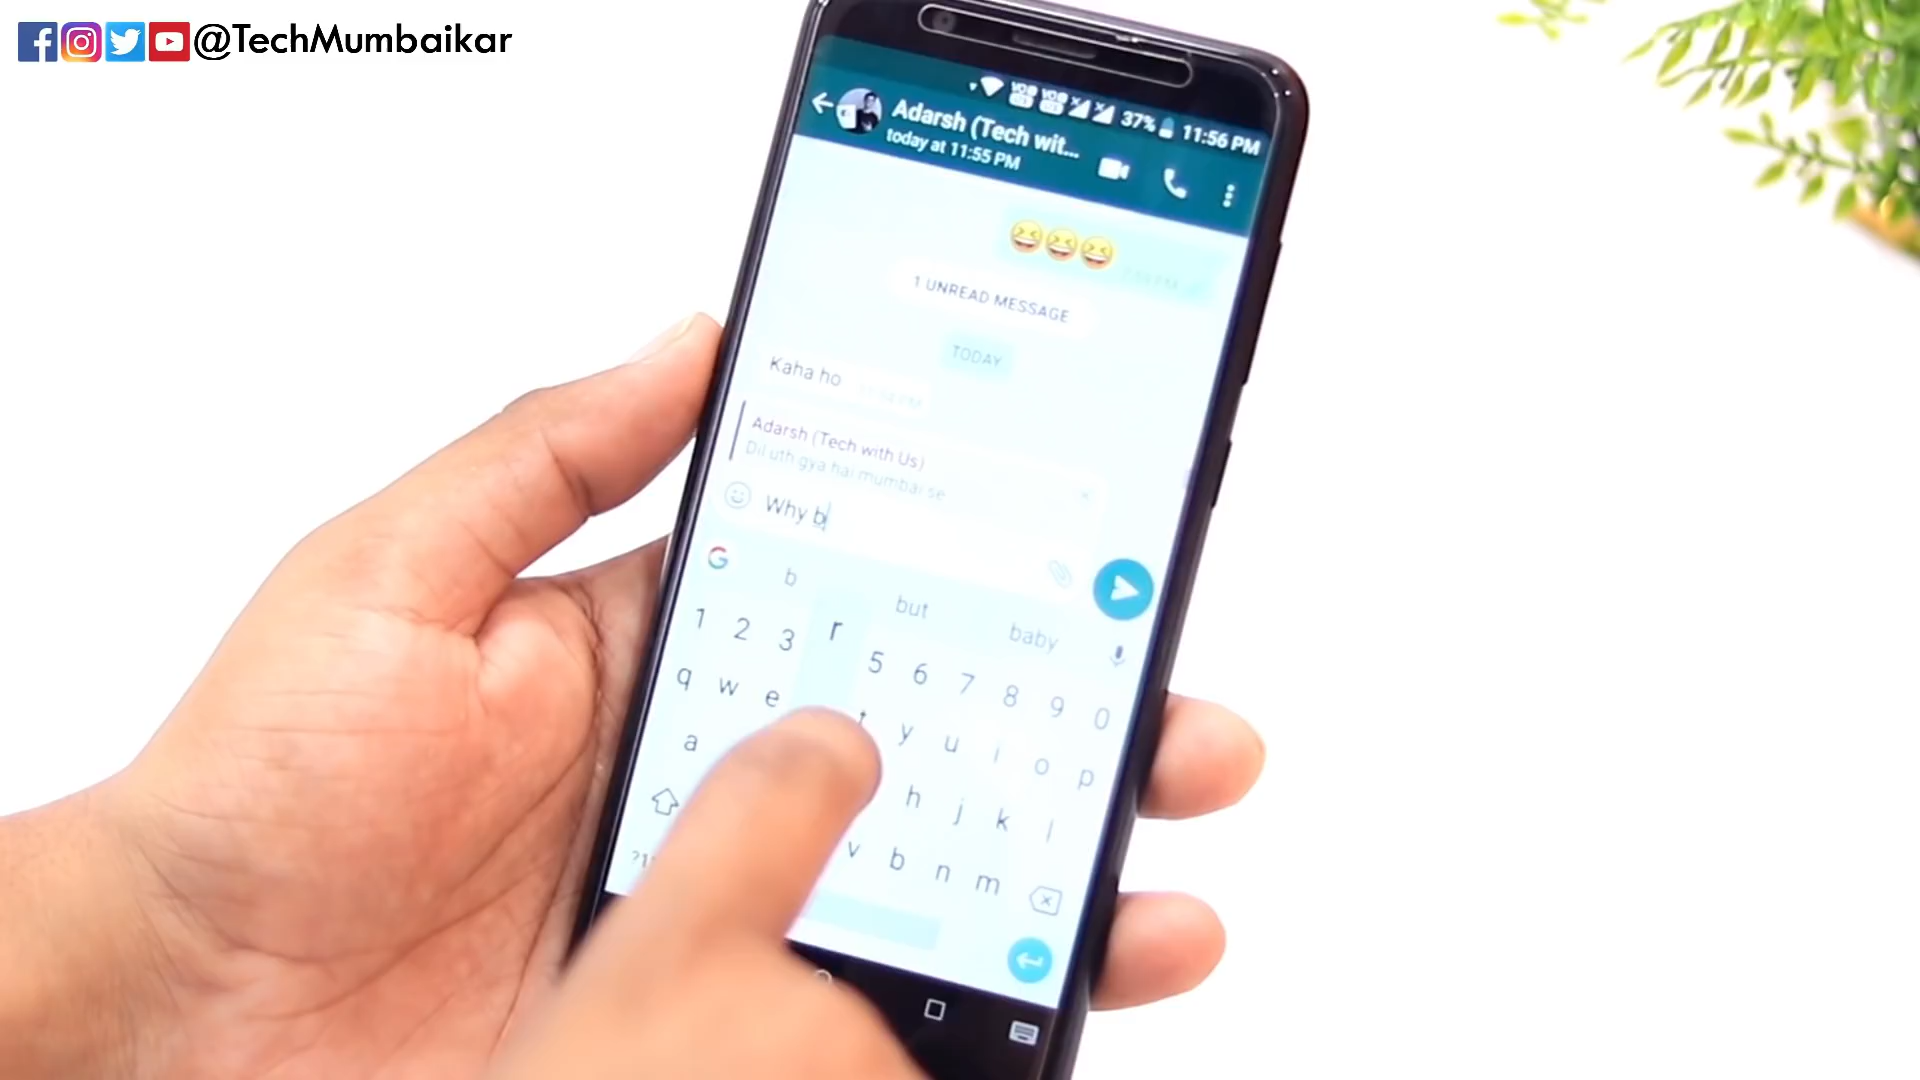 @TechMumbaikar
37% 11:56 PM
Adarsh (Tech wit...
today at 11:55 PM
1 UNREAD MESSAGE
TODAY
Kaha ho
Adarsh (Tech with Us)
Dil uth gya hai mumbai se
Why b
b but baby
1 2 3 r 5 6 7 8 9 0
q w e t y u i o p
a h j k l
v b n m